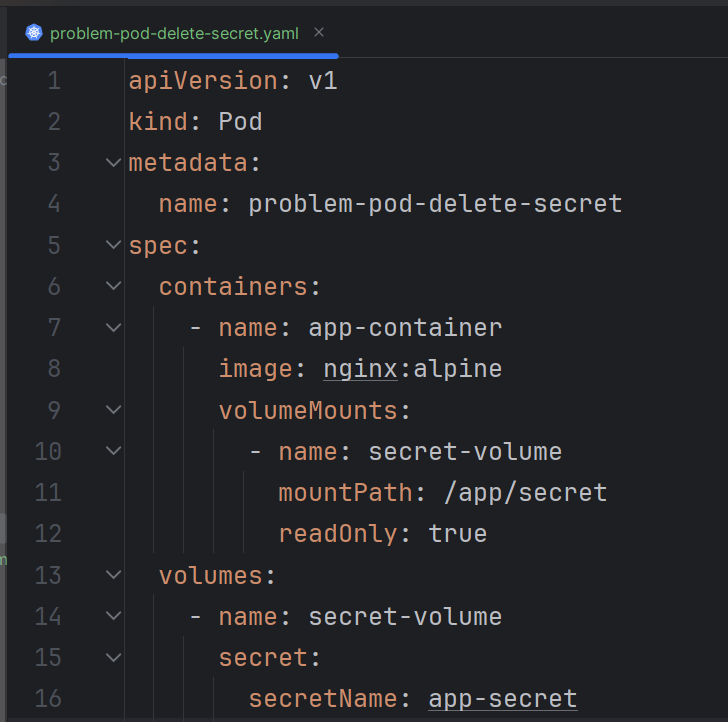 problem-pod-delete-secret.yaml
1 apiVersion: v1
2 kind: Pod
3 metadata:
4   name: problem-pod-delete-secret
5 spec:
6   containers:
7     - name: app-container
8       image: nginx:alpine
9       volumeMounts:
10         - name: secret-volume
11           mountPath: /app/secret
12           readOnly: true
13   volumes:
14     - name: secret-volume
15       secret:
16         secretName: app-secret